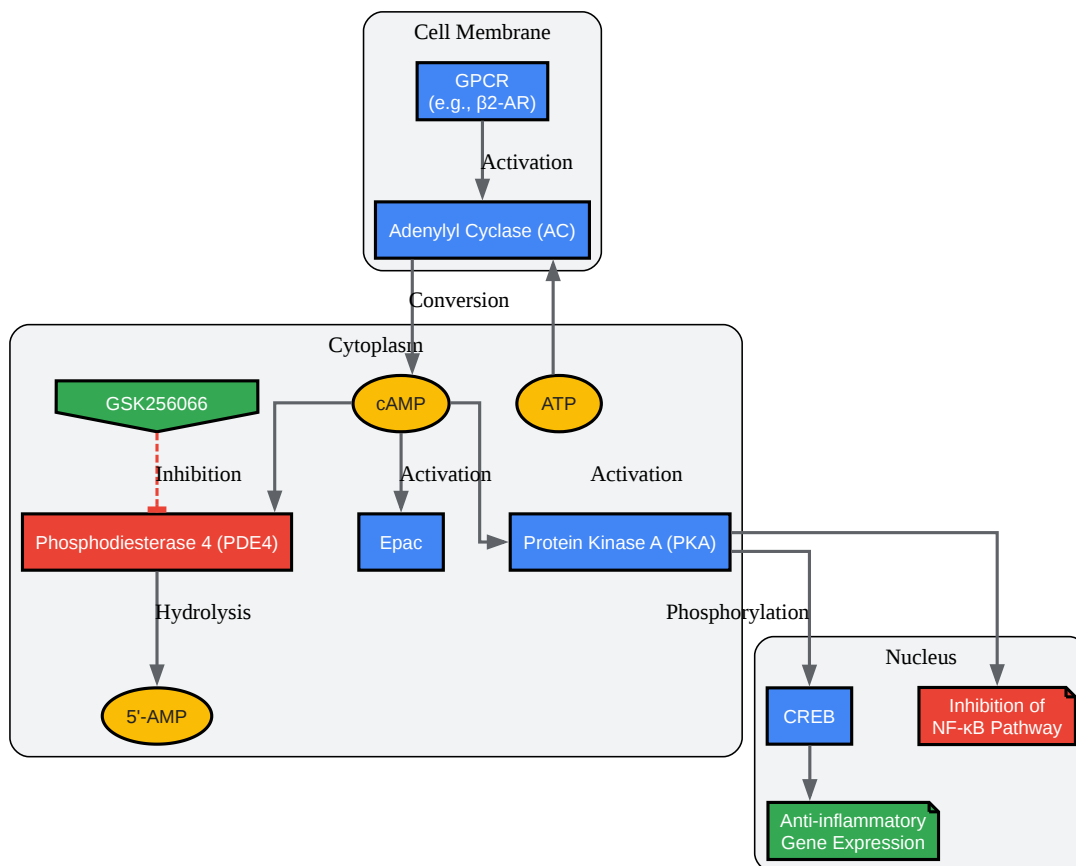 Cell Membrane
GPCR
(e.g., β2-AR)
Activation
Adenylyl Cyclase (AC)
Conversion
Cytoplasm
GSK256066
cAMP
ATP
Inhibition
Activation
Activation
Phosphodiesterase 4 (PDE4)
Epac
Protein Kinase A (PKA)
Hydrolysis
Phosphorylation
Nucleus
5'-AMP
CREB
Inhibition of
NF-κB Pathway
Anti-inflammatory
Gene Expression